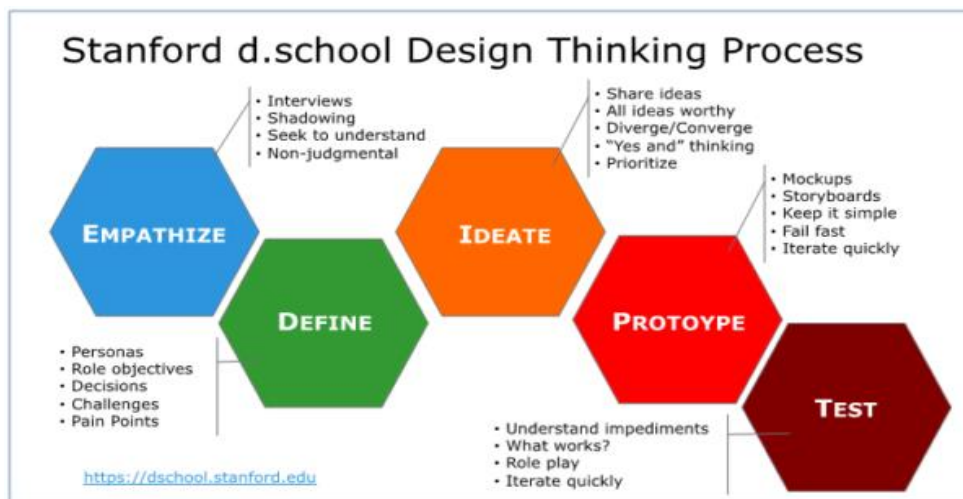 Stanford d.school Design Thinking Process
• Interviews
• Shadowing
• Seek to understand
• Non-judgmental
• Share ideas
• All ideas worthy
• Diverge/Converge
• “Yes and” thinking
• Prioritize
• Mockups
• Storyboards
• Keep it simple
• Fail fast
• Iterate quickly
EMPATHIZE
IDEATE
DEFINE
PROTOYPE
• Personas
• Role objectives
• Decisions
• Challenges
• Pain Points
TEST
• Understand impediments
• What works?
• Role play
• Iterate quickly
https://dschool.stanford.edu